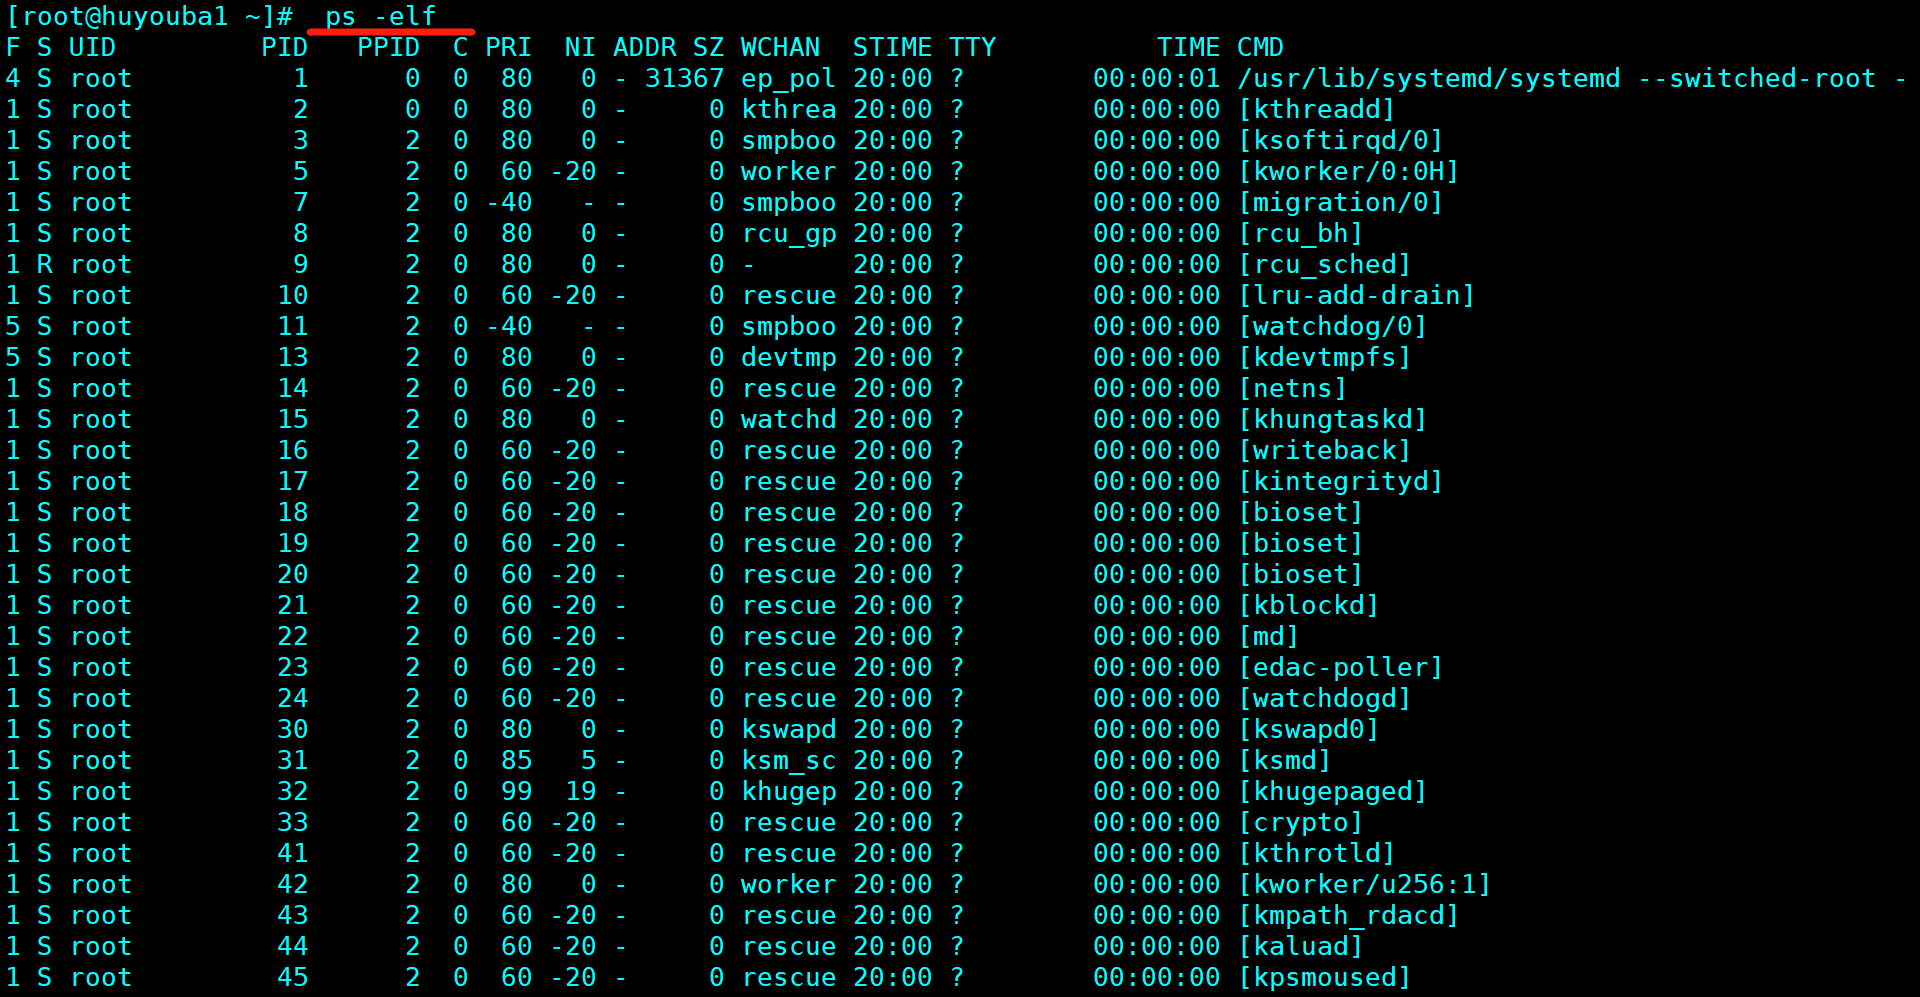 [root@huyouba1 ~]#  ps -elf
F S UID         PID   PPID  C PRI  NI ADDR SZ WCHAN  STIME TTY          TIME CMD
4 S root          1      0  0  80   0 - 31367 ep_pol 20:00 ?        00:00:01 /usr/lib/systemd/systemd --switched-root -
1 S root          2      0  0  80   0 -     0 kthrea 20:00 ?        00:00:00 [kthreadd]
1 S root          3      2  0  80   0 -     0 smpboo 20:00 ?        00:00:00 [ksoftirqd/0]
1 S root          5      2  0  60 -20 -     0 worker 20:00 ?        00:00:00 [kworker/0:0H]
1 S root          7      2  0 -40   - -     0 smpboo 20:00 ?        00:00:00 [migration/0]
1 S root          8      2  0  80   0 -     0 rcu_gp 20:00 ?        00:00:00 [rcu_bh]
1 R root          9      2  0  80   0 -     0 -      20:00 ?        00:00:00 [rcu_sched]
1 S root         10      2  0  60 -20 -     0 rescue 20:00 ?        00:00:00 [lru-add-drain]
5 S root         11      2  0 -40   - -     0 smpboo 20:00 ?        00:00:00 [watchdog/0]
5 S root         13      2  0  80   0 -     0 devtmp 20:00 ?        00:00:00 [kdevtmpfs]
1 S root         14      2  0  60 -20 -     0 rescue 20:00 ?        00:00:00 [netns]
1 S root         15      2  0  80   0 -     0 watchd 20:00 ?        00:00:00 [khungtaskd]
1 S root         16      2  0  60 -20 -     0 rescue 20:00 ?        00:00:00 [writeback]
1 S root         17      2  0  60 -20 -     0 rescue 20:00 ?        00:00:00 [kintegrityd]
1 S root         18      2  0  60 -20 -     0 rescue 20:00 ?        00:00:00 [bioset]
1 S root         19      2  0  60 -20 -     0 rescue 20:00 ?        00:00:00 [bioset]
1 S root         20      2  0  60 -20 -     0 rescue 20:00 ?        00:00:00 [bioset]
1 S root         21      2  0  60 -20 -     0 rescue 20:00 ?        00:00:00 [kblockd]
1 S root         22      2  0  60 -20 -     0 rescue 20:00 ?        00:00:00 [md]
1 S root         23      2  0  60 -20 -     0 rescue 20:00 ?        00:00:00 [edac-poller]
1 S root         24      2  0  60 -20 -     0 rescue 20:00 ?        00:00:00 [watchdogd]
1 S root         30      2  0  80   0 -     0 kswapd 20:00 ?        00:00:00 [kswapd0]
1 S root         31      2  0  85   5 -     0 ksm_sc 20:00 ?        00:00:00 [ksmd]
1 S root         32      2  0  99  19 -     0 khugep 20:00 ?        00:00:00 [khugepaged]
1 S root         33      2  0  60 -20 -     0 rescue 20:00 ?        00:00:00 [crypto]
1 S root         41      2  0  60 -20 -     0 rescue 20:00 ?        00:00:00 [kthrotld]
1 S root         42      2  0  80   0 -     0 worker 20:00 ?        00:00:00 [kworker/u256:1]
1 S root         43      2  0  60 -20 -     0 rescue 20:00 ?        00:00:00 [kmpath_rdacd]
1 S root         44      2  0  60 -20 -     0 rescue 20:00 ?        00:00:00 [kaluad]
1 S root         45      2  0  60 -20 -     0 rescue 20:00 ?        00:00:00 [kpsmoused]